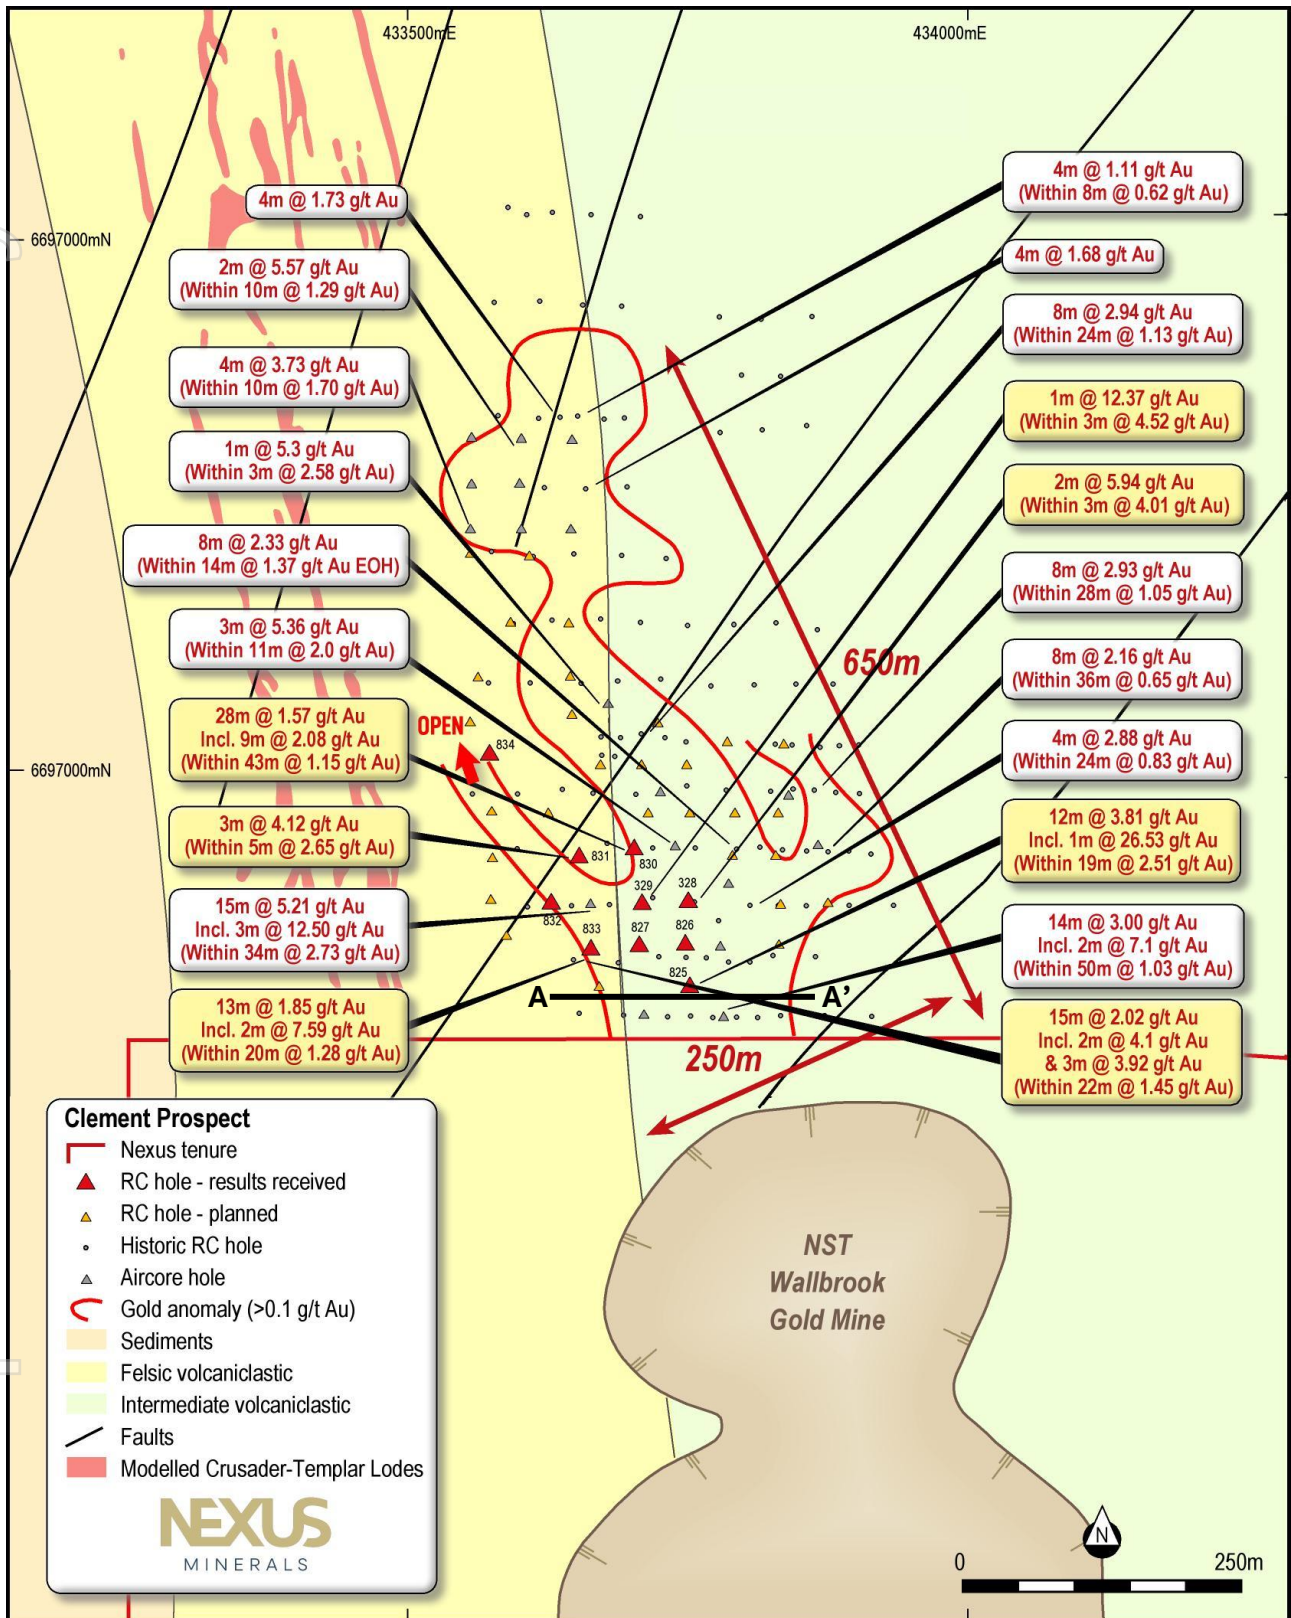 433500mE
434000mE
6697000mN
4m @ 1.73 g/t Au
2m @ 5.57 g/t Au
(Within 10m @ 1.29 g/t Au)
4m @ 3.73 g/t Au
(Within 10m @ 1.70 g/t Au)
1m @ 5.3 g/t Au
(Within 3m @ 2.58 g/t Au)
8m @ 2.33 g/t Au
(Within 14m @ 1.37 g/t Au EOH)
3m @ 5.36 g/t Au
(Within 11m @ 2.0 g/t Au)
28m @ 1.57 g/t Au
Incl. 9m @ 2.08 g/t Au
(Within 43m @ 1.15 g/t Au)
6697000mN
3m @ 4.12 g/t Au
(Within 5m @ 2.65 g/t Au)
15m @ 5.21 g/t Au
Incl. 3m @ 12.50 g/t Au
(Within 34m @ 2.73 g/t Au)
13m @ 1.85 g/t Au
Incl. 2m @ 7.59 g/t Au
(Within 20m @ 1.28 g/t Au)
4m @ 1.11 g/t Au
(Within 8m @ 0.62 g/t Au)
4m @ 1.68 g/t Au
8m @ 2.94 g/t Au
(Within 24m @ 1.13 g/t Au)
1m @ 12.37 g/t Au
(Within 3m @ 4.52 g/t Au)
2m @ 5.94 g/t Au
(Within 3m @ 4.01 g/t Au)
8m @ 2.93 g/t Au
(Within 28m @ 1.05 g/t Au)
8m @ 2.16 g/t Au
(Within 36m @ 0.65 g/t Au)
4m @ 2.88 g/t Au
(Within 24m @ 0.83 g/t Au)
12m @ 3.81 g/t Au
Incl. 1m @ 26.53 g/t Au
(Within 19m @ 2.51 g/t Au)
14m @ 3.00 g/t Au
Incl. 2m @ 7.1 g/t Au
(Within 50m @ 1.03 g/t Au)
15m @ 2.02 g/t Au
Incl. 2m @ 4.1 g/t Au
& 3m @ 3.92 g/t Au
(Within 22m @ 1.45 g/t Au)
650m
OPEN
834
831
830
329
328
832
833
827
826
825
A
A’
250m
Clement Prospect
Nexus tenure
RC hole - results received
RC hole - planned
Historic RC hole
Aircore hole
Gold anomaly (>0.1 g/t Au)
Sediments
Felsic volcaniclastic
Intermediate volcaniclastic
Faults
Modelled Crusader-Templar Lodes
NEXUS
MINERALS
NST
Wallbrook
Gold Mine
N
0
250m